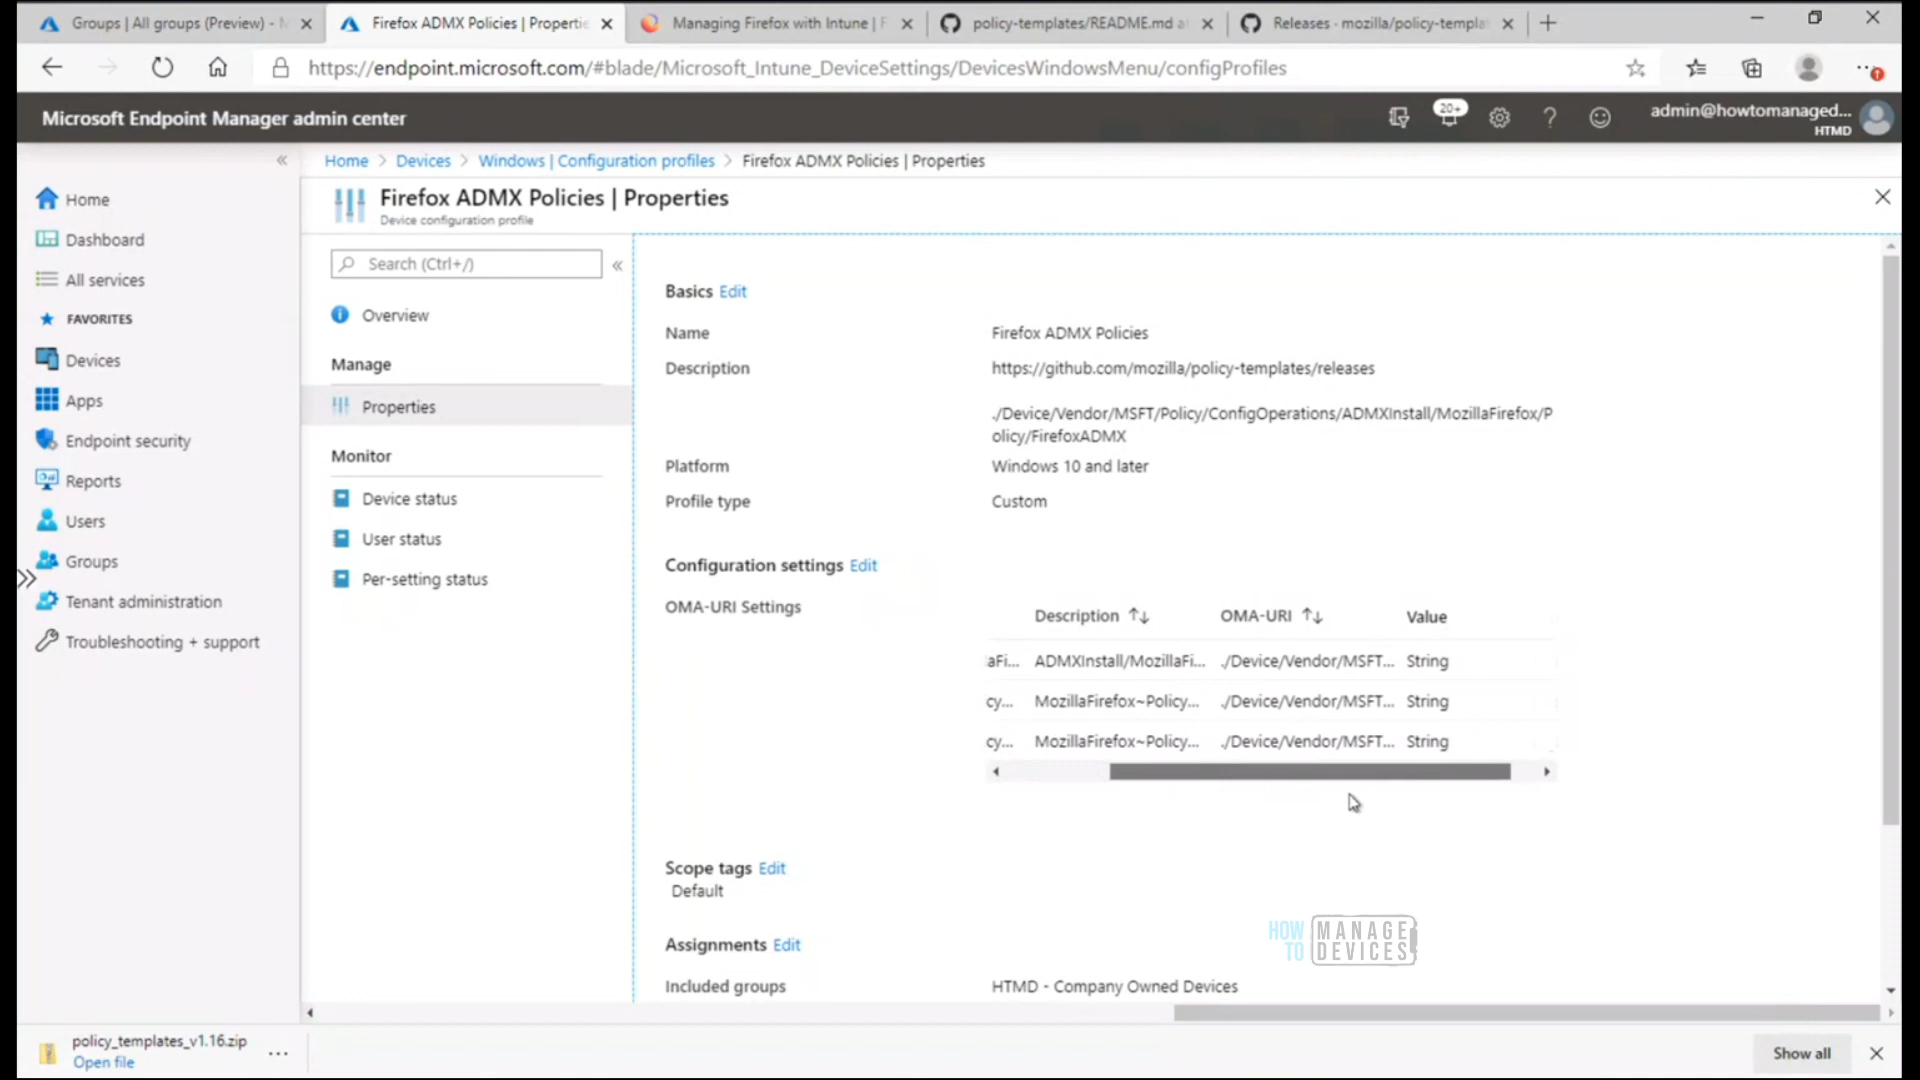 Groups | All groups (Preview) - M
Firefox ADMX Policies | Propertie
Managing Firefox with Intune | F
policy-templates/README.md a
Releases · mozilla/policy-templa
https://endpoint.microsoft.com/#blade/Microsoft_Intune_DeviceSettings/DevicesWindowsMenu/configProfiles
Microsoft Endpoint Manager admin center
20+
admin@howtomanaged...
HTMD
Home > Devices > Windows | Configuration profiles > Firefox ADMX Policies | Properties
Firefox ADMX Policies | Properties
Device configuration profile
Home
Dashboard
All services
FAVORITES
Devices
Apps
Endpoint security
Reports
Users
Groups
Tenant administration
Troubleshooting + support
Search (Ctrl+/)
Overview
Manage
Properties
Monitor
Device status
User status
Per-setting status
Basics Edit
Name Firefox ADMX Policies
Description https://github.com/mozilla/policy-templates/releases
./Device/Vendor/MSFT/Policy/ConfigOperations/ADMXInstall/MozillaFirefox/P
olicy/FirefoxADMX
Platform Windows 10 and later
Profile type Custom
Configuration settings Edit
OMA-URI Settings
Description OMA-URI Value
aFi... ADMXInstall/MozillaFi... ./Device/Vendor/MSFT... String
cy... MozillaFirefox~Policy... ./Device/Vendor/MSFT... String
cy... MozillaFirefox~Policy... ./Device/Vendor/MSFT... String
Scope tags Edit
Default
Assignments Edit
Included groups HTMD - Company Owned Devices
HOW TO MANAGE DEVICES
policy_templates_v1.16.zip
Open file
Show all